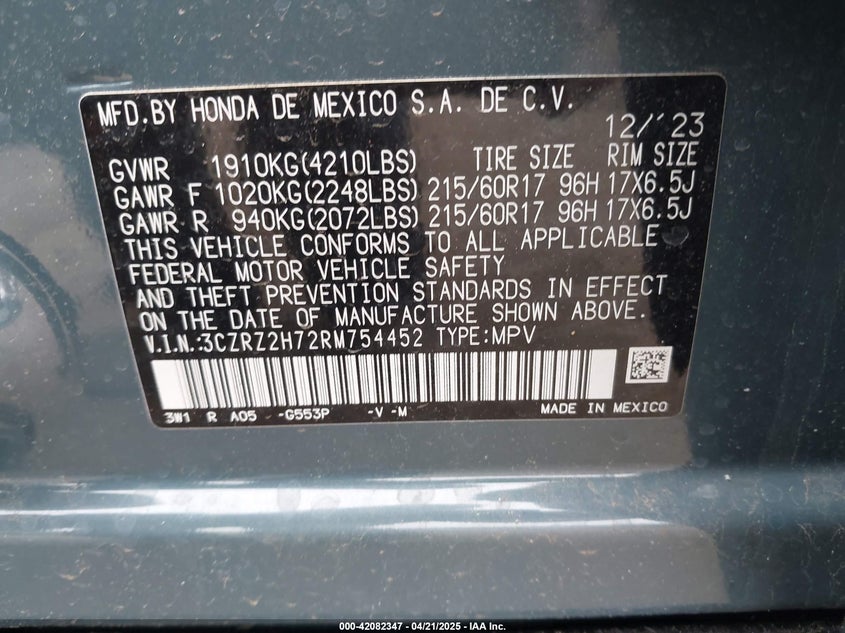 MFD.BY HONDA DE MEXICO S.A. DE C.V.
12/'23
GVWR 1910KG(4210LBS) TIRE SIZE RIM SIZE
GAWR F 1020KG(2248LBS) 215/60R17 96H 17X6.5J
GAWR R 940KG(2072LBS) 215/60R17 96H 17X6.5J
THIS VEHICLE CONFORMS TO ALL APPLICABLE
FEDERAL MOTOR VEHICLE SAFETY
AND THEFT PREVENTION STANDARDS IN EFFECT
ON THE DATE OF MANUFACTURE SHOWN ABOVE.
V.I.N.:3CZRZ2H72RM754452 TYPE:MPV
3W1 R A05 -G553P -V -M MADE IN MEXICO
000-42082347 - 04/21/2025 - IAA Inc.